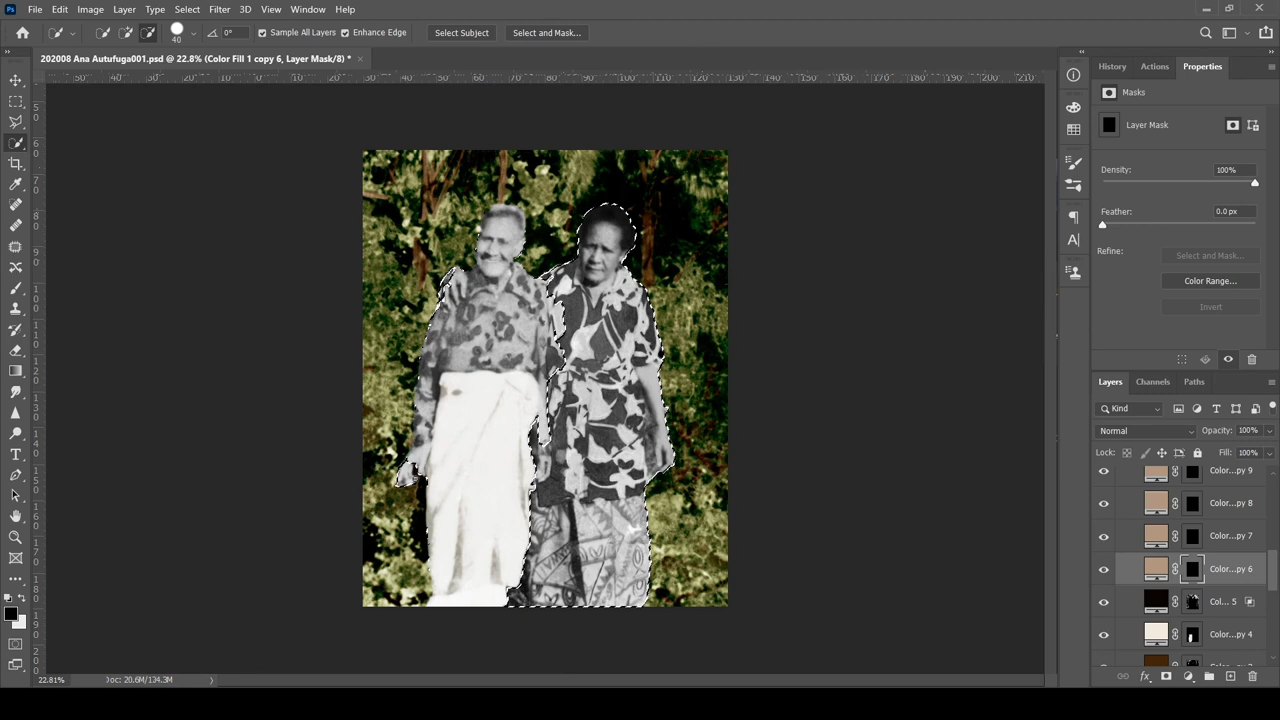 Ps File Edit Image Layer Type Select Filter 3D View Window Help
40 0° Sample All Layers Enhance Edge Select Subject Select and Mask...
202008 Ana Autufuga001.psd @ 22.8% (Color Fill 1 copy 6, Layer Mask/8) *
History Actions Properties
Masks
Layer Mask
Density: 100%
Feather: 0.0 px
Refine: Select and Mask...
Color Range...
Invert
Layers Channels Paths
Kind
Normal Opacity: 100%
Lock: Fill: 100%
Color...py 9
Color...py 8
Color...py 7
Color...py 6
Col... 5
Color...py 4
22.81% Doc: 20.6M/134.3M